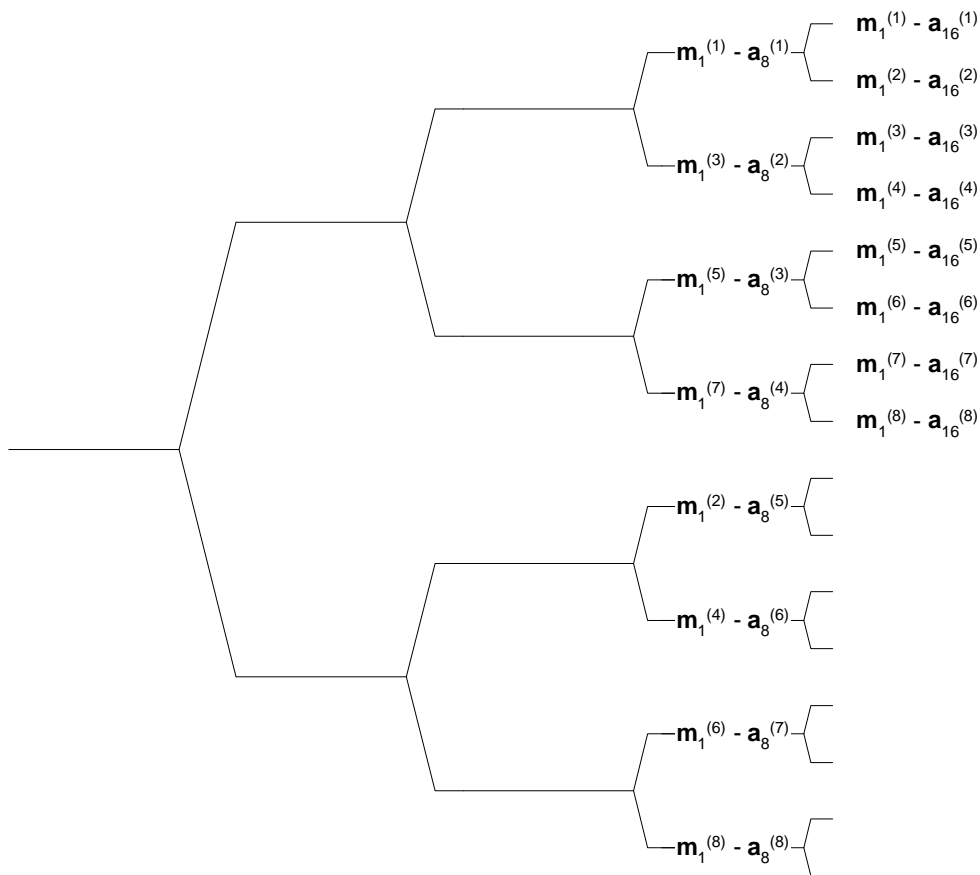 m₁⁽¹⁾ - a₁₆⁽¹⁾
m₁⁽¹⁾ - a₈⁽¹⁾
m₁⁽²⁾ - a₁₆⁽²⁾
m₁⁽³⁾ - a₁₆⁽³⁾
m₁⁽³⁾ - a₈⁽²⁾
m₁⁽⁴⁾ - a₁₆⁽⁴⁾
m₁⁽⁵⁾ - a₁₆⁽⁵⁾
m₁⁽⁵⁾ - a₈⁽³⁾
m₁⁽⁶⁾ - a₁₆⁽⁶⁾
m₁⁽⁷⁾ - a₁₆⁽⁷⁾
m₁⁽⁷⁾ - a₈⁽⁴⁾
m₁⁽⁸⁾ - a₁₆⁽⁸⁾
m₁⁽²⁾ - a₈⁽⁵⁾
m₁⁽⁴⁾ - a₈⁽⁶⁾
m₁⁽⁶⁾ - a₈⁽⁷⁾
m₁⁽⁸⁾ - a₈⁽⁸⁾